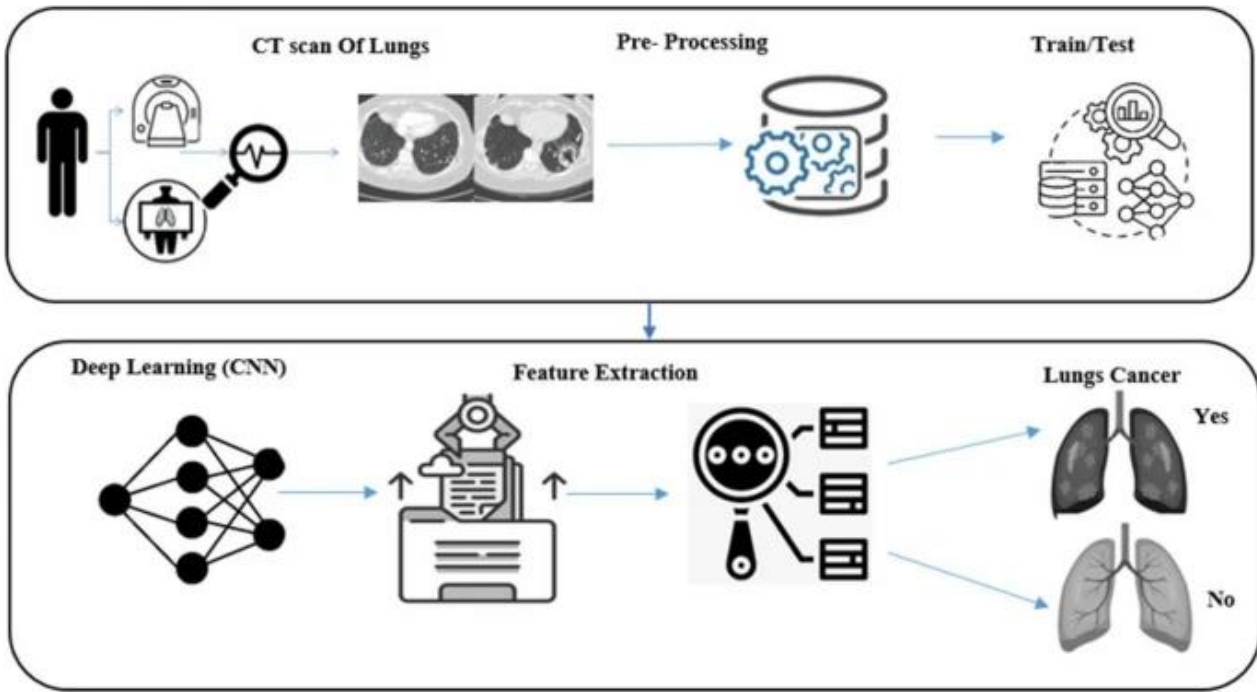 CT scan Of Lungs
Pre- Processing
Train/Test
Deep Learning (CNN)
Feature Extraction
Lungs Cancer
Yes
No